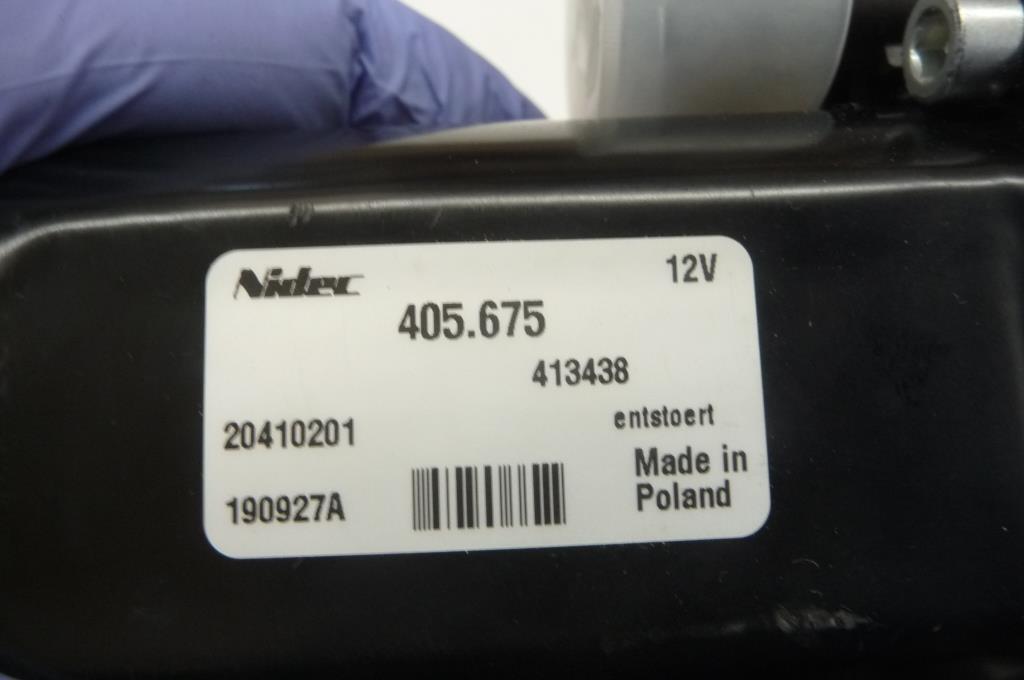 Nidec
12V
405.675
413438
entstoert
20410201
Made in
Poland
190927A